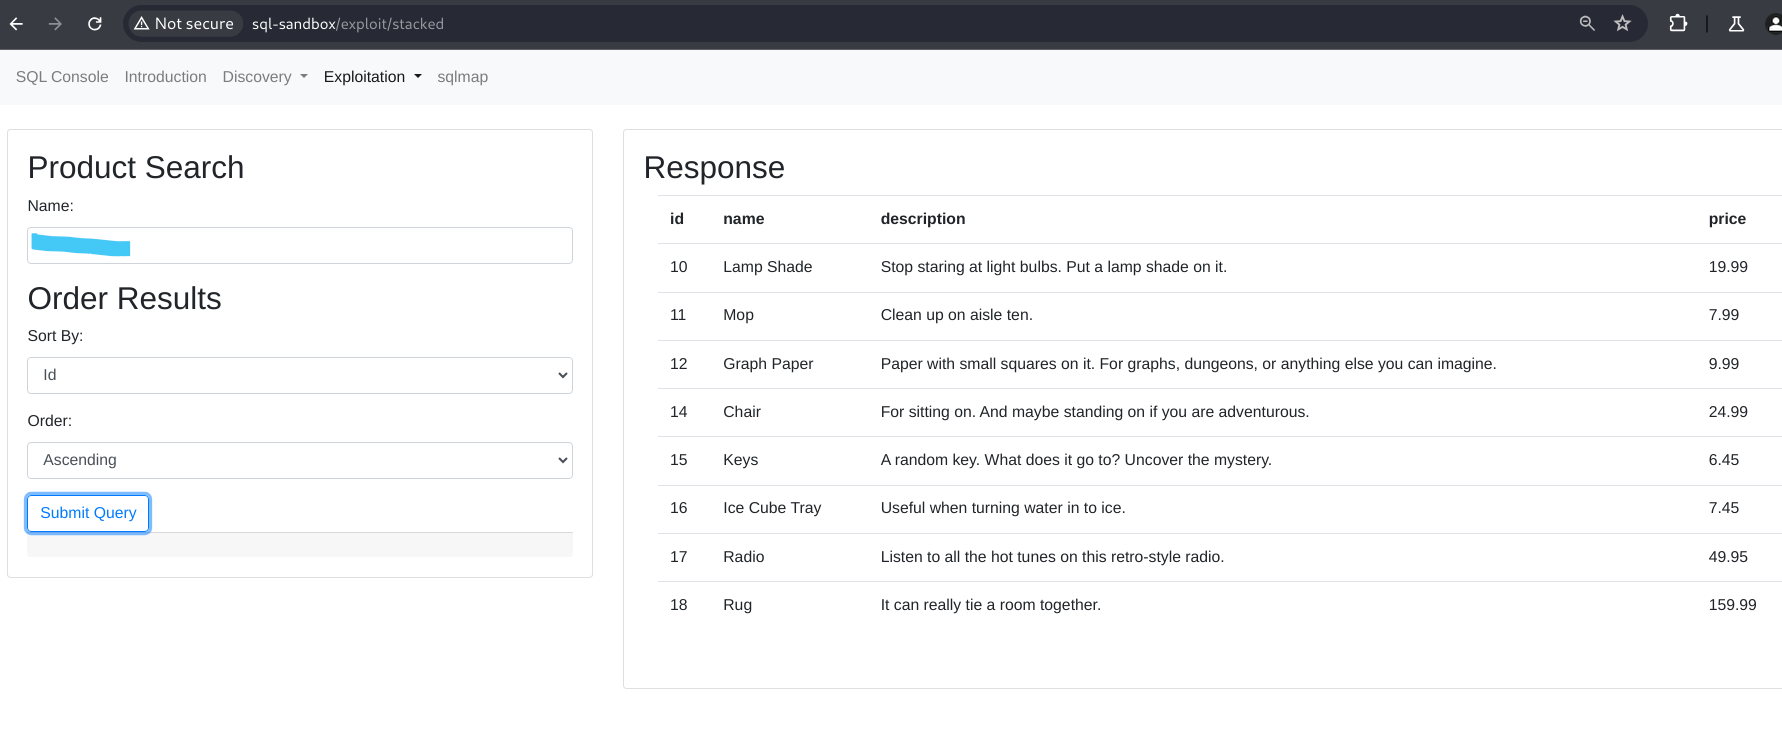 Not secure sql-sandbox/exploit/stacked
SQL Console Introduction Discovery Exploitation sqlmap
Product Search
Name:
Order Results
Sort By:
Id
Order:
Ascending
Submit Query
Response
id name description price
10 Lamp Shade Stop staring at light bulbs. Put a lamp shade on it. 19.99
11 Mop Clean up on aisle ten. 7.99
12 Graph Paper Paper with small squares on it. For graphs, dungeons, or anything else you can imagine. 9.99
14 Chair For sitting on. And maybe standing on if you are adventurous. 24.99
15 Keys A random key. What does it go to? Uncover the mystery. 6.45
16 Ice Cube Tray Useful when turning water in to ice. 7.45
17 Radio Listen to all the hot tunes on this retro-style radio. 49.95
18 Rug It can really tie a room together. 159.99